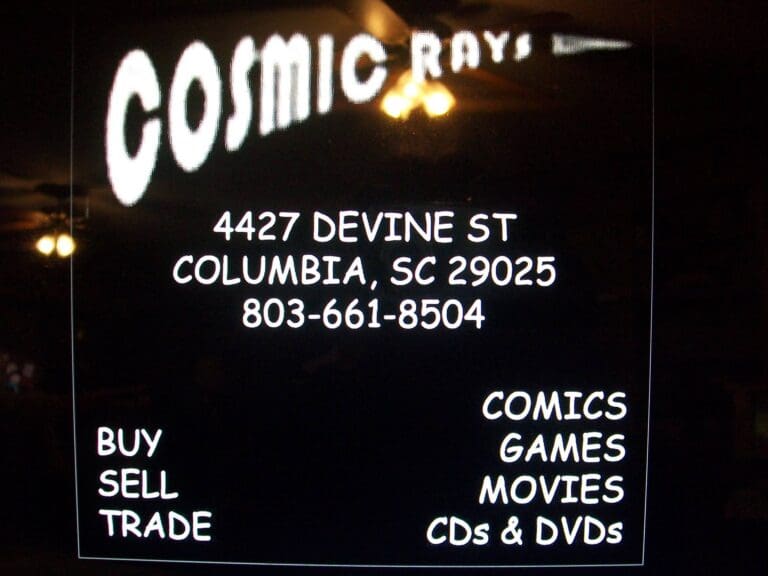 COSMIC RAYS
4427 DEVINE ST
COLUMBIA, SC 29025
803-661-8504
BUY
SELL
TRADE
COMICS
GAMES
MOVIES
CDs & DVDs